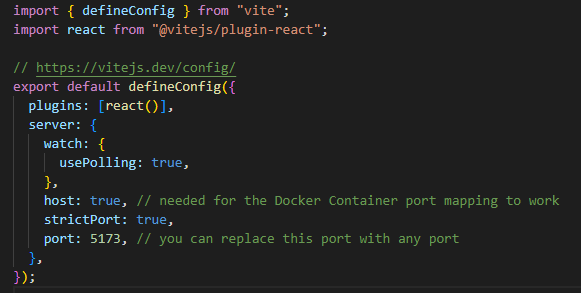 import { defineConfig } from "vite";
import react from "@vitejs/plugin-react";

// https://vitejs.dev/config/
export default defineConfig({
  plugins: [react()],
  server: {
    watch: {
      usePolling: true,
    },
    host: true, // needed for the Docker Container port mapping to work
    strictPort: true,
    port: 5173, // you can replace this port with any port
  },
});